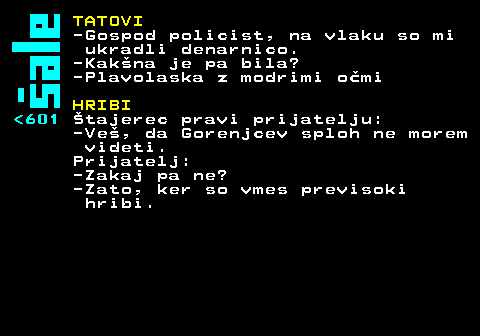 Šale
<601
TATOVI
-Gospod policist, na vlaku so mi
ukradli denarnico.
-Kakšna je pa bila?
-Plavolaska z modrimi očmi
HRIBI
Štajerec pravi prijatelju:
-Veš, da Gorenjcev sploh ne morem
videti.
Prijatelj:
-Zakaj pa ne?
-Zato, ker so vmes previsoki
hribi.